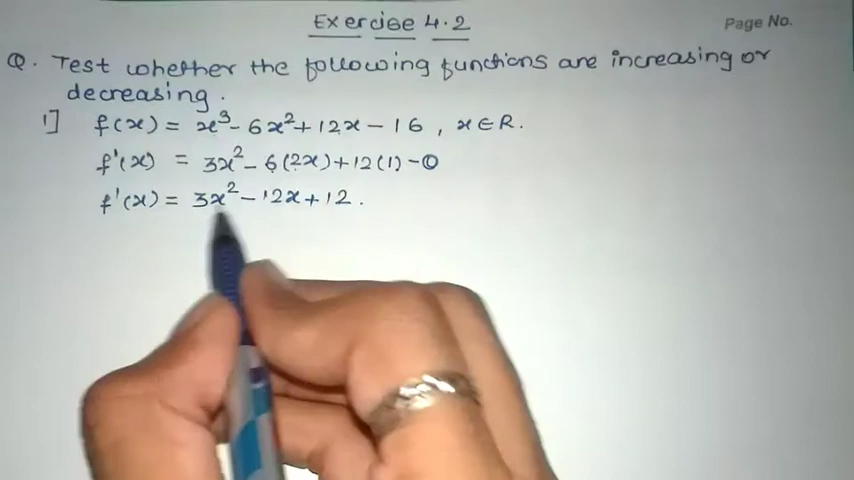 Exercise 4.2
Page No.
Q. Test whether the following functions are increasing or
decreasing.
1] f(x) = x³ - 6x² + 12x - 16 , x ∈ R.
f'(x) = 3x² - 6(2x) + 12(1) - 0
f'(x) = 3x² - 12x + 12 .